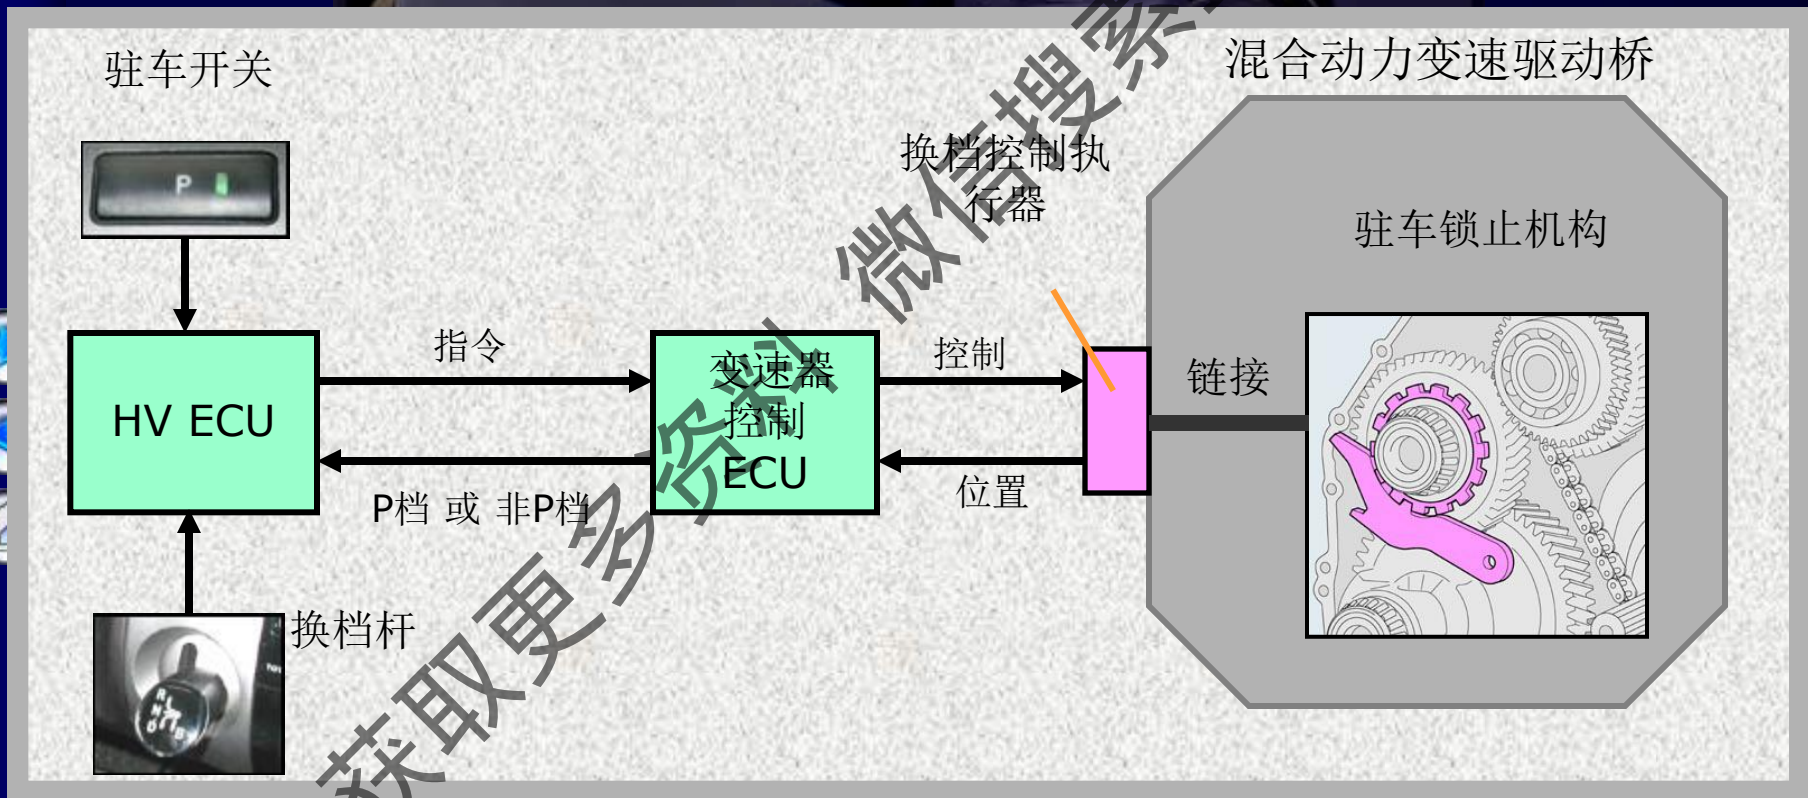 驻车开关
混合动力变速驱动桥
P
换档控制执
行器
驻车锁止机构
指令
控制
链接
HV ECU
变速器
控制
ECU
P档 或 非P档
位置
换档杆
R
N
D
B
获取更多资料 微信搜索